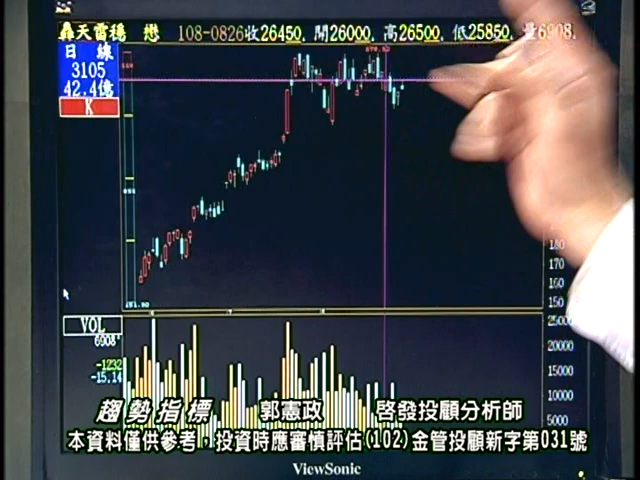 轟天雷穩 懋 108-0826收26450. 開26000. 高26500. 低25850. 量6908.
日 線
3105
42.4億
K
VOL
6908
-1232
-15.14
180
170
160
150
25000
20000
15000
10000
5000
趨勢指標 郭憲政 啓發投顧分析師
本資料僅供參考，投資時應審慎評估(102)金管投顧新字第031號
ViewSonic